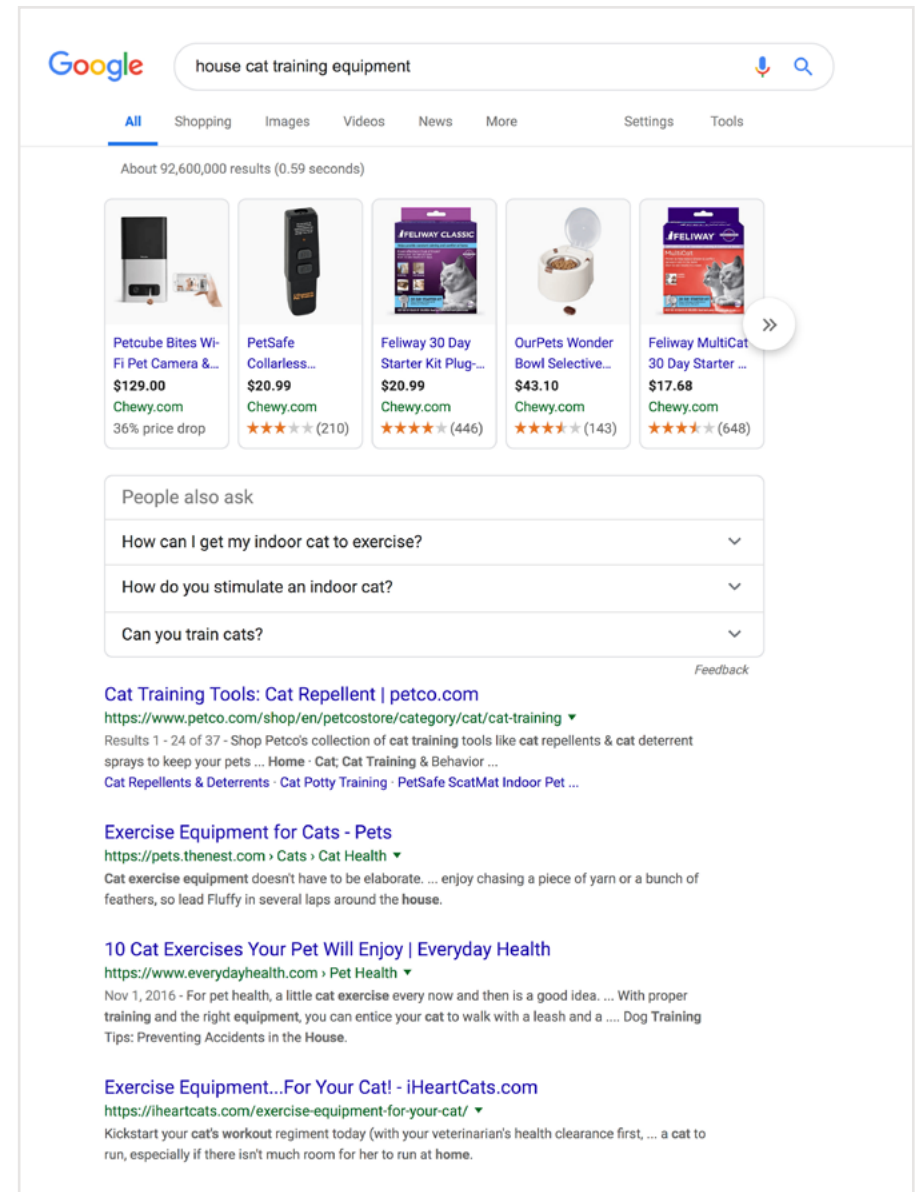 Google
house cat training equipment
All Shopping Images Videos News More Settings Tools
About 92,600,000 results (0.59 seconds)
FELIWAY CLASSIC
FELIWAY
MultiCat
Petcube Bites Wi-
Fi Pet Camera &...
$129.00
Chewy.com
36% price drop
PetSafe
Collarless...
$20.99
Chewy.com
(210)
Feliway 30 Day
Starter Kit Plug-...
$20.99
Chewy.com
(446)
OurPets Wonder
Bowl Selective...
$43.10
Chewy.com
(143)
Feliway MultiCat
30 Day Starter ...
$17.68
Chewy.com
(648)
People also ask
How can I get my indoor cat to exercise?
How do you stimulate an indoor cat?
Can you train cats?
Feedback
Cat Training Tools: Cat Repellent | petco.com
https://www.petco.com/shop/en/petcostore/category/cat/cat-training
Results 1 - 24 of 37 - Shop Petco's collection of cat training tools like cat repellents & cat deterrent
sprays to keep your pets ... Home · Cat; Cat Training & Behavior ...
Cat Repellents & Deterrents · Cat Potty Training · PetSafe ScatMat Indoor Pet ...
Exercise Equipment for Cats - Pets
https://pets.thenest.com › Cats › Cat Health
Cat exercise equipment doesn't have to be elaborate. ... enjoy chasing a piece of yarn or a bunch of
feathers, so lead Fluffy in several laps around the house.
10 Cat Exercises Your Pet Will Enjoy | Everyday Health
https://www.everydayhealth.com › Pet Health
Nov 1, 2016 - For pet health, a little cat exercise every now and then is a good idea. ... With proper
training and the right equipment, you can entice your cat to walk with a leash and a .... Dog Training
Tips: Preventing Accidents in the House.
Exercise Equipment...For Your Cat! - iHeartCats.com
https://iheartcats.com/exercise-equipment-for-your-cat/
Kickstart your cat's workout regiment today (with your veterinarian's health clearance first, ... a cat to
run, especially if there isn't much room for her to run at home.